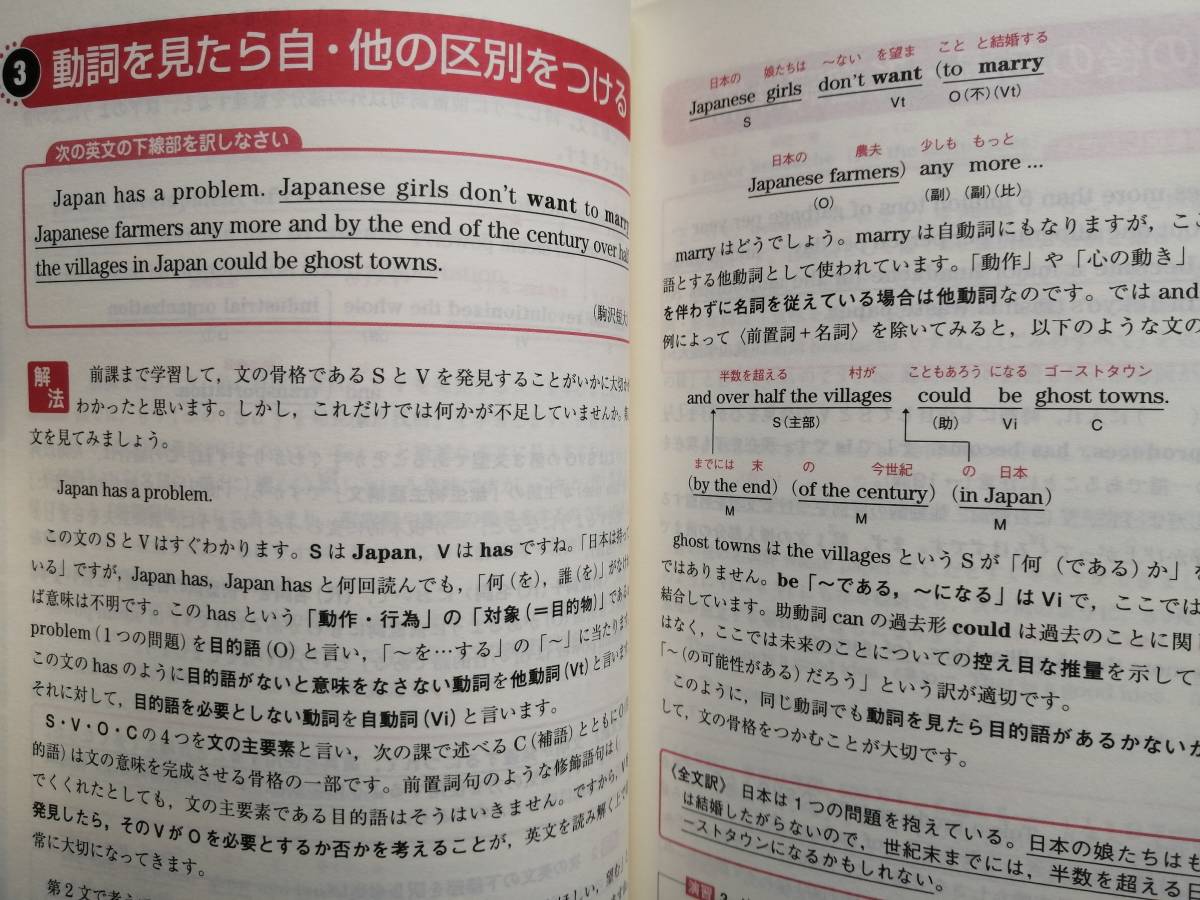 3 動詞を見たら自・他の区別をつける
次の英文の下線部を訳しなさい
Japan has a problem. Japanese girls don't want to marry
Japanese farmers any more and by the end of the century over half
the villages in Japan could be ghost towns.
解法 前課まで学習して，文の骨格であるSとVを発見することがいかに大切か
わかったと思います。しかし，これだけでは何かが不足していませんか。
文を見てみましょう。
Japan has a problem.
この文のSとVはすぐわかります。SはJapan，Vはhasですね。「日本は持って
いる」ですが，Japan has, Japan hasと何回読んでも，「何(を)，誰(を)」がなけれ
ば意味は不明です。このhasという「動作・行為」の「対象(＝目的物)」である
problem(1つの問題)を目的語(O)と言い，「～を…する」の「～」に当たります
この文のhasのように目的語がないと意味をなさない動詞を他動詞(Vt)と言います
それに対して，目的語を必要としない動詞を自動詞(Vi)と言います。
S・V・O・Cの4つを文の主要素と言い，次の課で述べるC(補語)とともにO(目
的語)は文の意味を完成させる骨格の一部です。前置詞句のような修飾語句は(
でくくれたとしても，文の主要素である目的語はそうはいきません。ですから，Vを
発見したら，そのVがOを必要とするか否かを考えることが，英文を読み解く上で
常に大切になってきます。
日本の 娘たちは ～ない を望ま こと と結婚する
Japanese girls don't want (to marry
S Vt O(不)(Vt)
日本の 農夫 少しも もっと
Japanese farmers) any more …
(O) (副) (副)(比)
marryはどうでしょう。marryは自動詞にもなりますが，ここ
語とする他動詞として使われています。「動作」や「心の動き」
を伴わずに名詞を従えている場合は他動詞なのです。ではand
例によって〈前置詞＋名詞〉を除いてみると，以下のような文の
半数を超える 村が こともあろう になる ゴーストタウン
and over half the villages could be ghost towns.
S(主部) (助) Vi C
までには 末 の 今世紀 の 日本
(by the end) (of the century) (in Japan)
M M M
ghost townsはthe villagesというSが「何(である)か」を
ではありません。be「～である，～になる」はViで，ここでは
結合しています。助動詞canの過去形couldは過去のことに関
はなく，ここでは未来のことについての控え目な推量を示して
「～(の可能性がある)だろう」という訳が適切です。
このように，同じ動詞でも動詞を見たら目的語があるかないか
して，文の骨格をつかむことが大切です。
〈全文訳〉 日本は1つの問題を抱えている。日本の娘たちはも
は結婚したがらないので，世紀末までには，半数を超える日
ーストタウンになるかもしれない。
演習